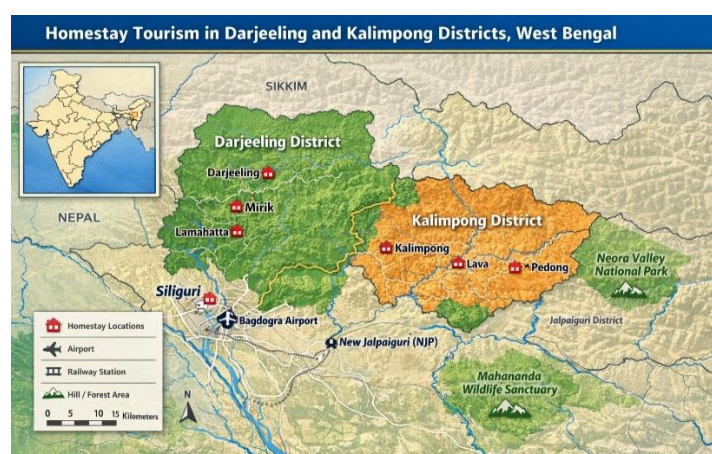 Homestay Tourism in Darjeeling and Kalimpong Districts, West Bengal
SIKKIM
Darjeeling District
Darjeeling
Mirik
NEPAL
Lamahatta
Kalimpong District
Kalimpong
Lava
Pedong
Neora Valley
National Park
Siliguri
Bagdogra Airport
New Jalpaiguri (NJP)
Jalpaiguri District
Mahananda
Wildlife Sanctuary
Homestay Locations
Airport
Railway Station
Hill / Forest Area
0 5 10 15 Kilometers
N